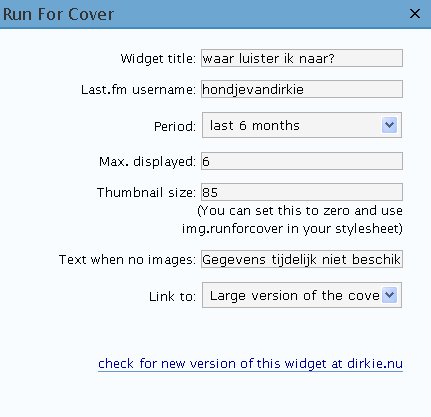 Run For Cover
Widget title: waar luister ik naar?
Last.fm username: hondjevandirkie
Period: last 6 months
Max. displayed: 6
Thumbnail size: 85
(You can set this to zero and use
img.runforcover in your stylesheet)
Text when no images: Gegevens tijdelijk niet beschik
Link to: Large version of the cove
check for new version of this widget at dirkie.nu